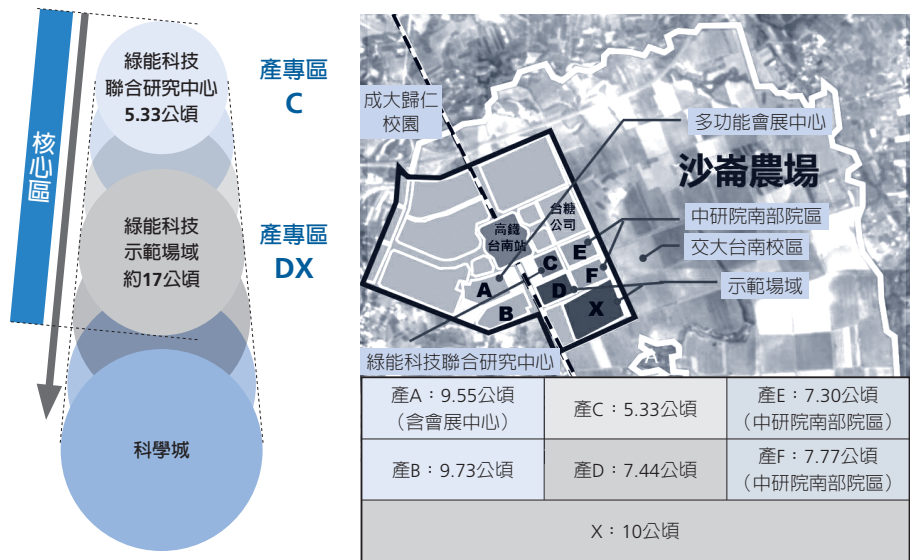 核心區
綠能科技
聯合研究中心
5.33公頃
產專區
C
綠能科技
示範場域
約17公頃
產專區
DX
科學城
成大歸仁
校園
多功能會展中心
沙崙農場
台糖
公司
中研院南部院區
高鐵
台南站
交大台南校區
示範場域
E
C
F
A
D
B
X
綠能科技聯合研究中心
產A：9.55公頃
（含會展中心）
產C：5.33公頃
產E：7.30公頃
（中研院南部院區）
產B：9.73公頃
產D：7.44公頃
產F：7.77公頃
（中研院南部院區）
X：10公頃